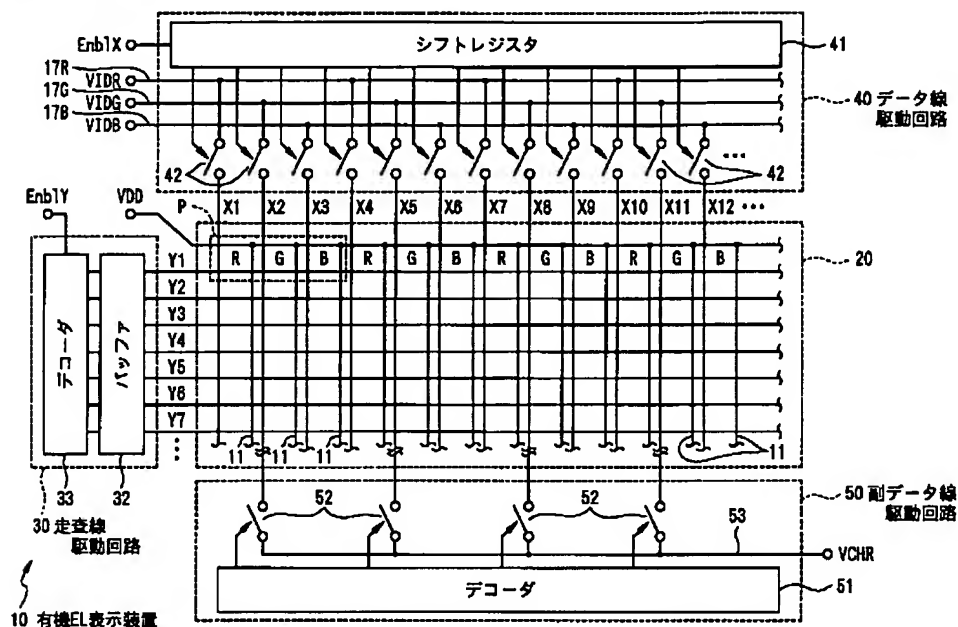 EnblX
シフトレジスタ
41
17R
VIDR
17G
VIDG
17B
VIDB
40 データ線
駆動回路
42
42
EnblY
VDD
P
X1 X2 X3 X4 X5 X6 X7 X8 X9 X10 X11 X12 ･･･
R G B R G B R G B R G B
20
Y1
Y2
Y3
Y4
Y5
Y6
Y7
デコーダ
バッファ
11 11 11
11
33
32
30 走査線
駆動回路
52
52
50 副データ線
駆動回路
53
VCHR
デコーダ
51
10 有機EL表示装置